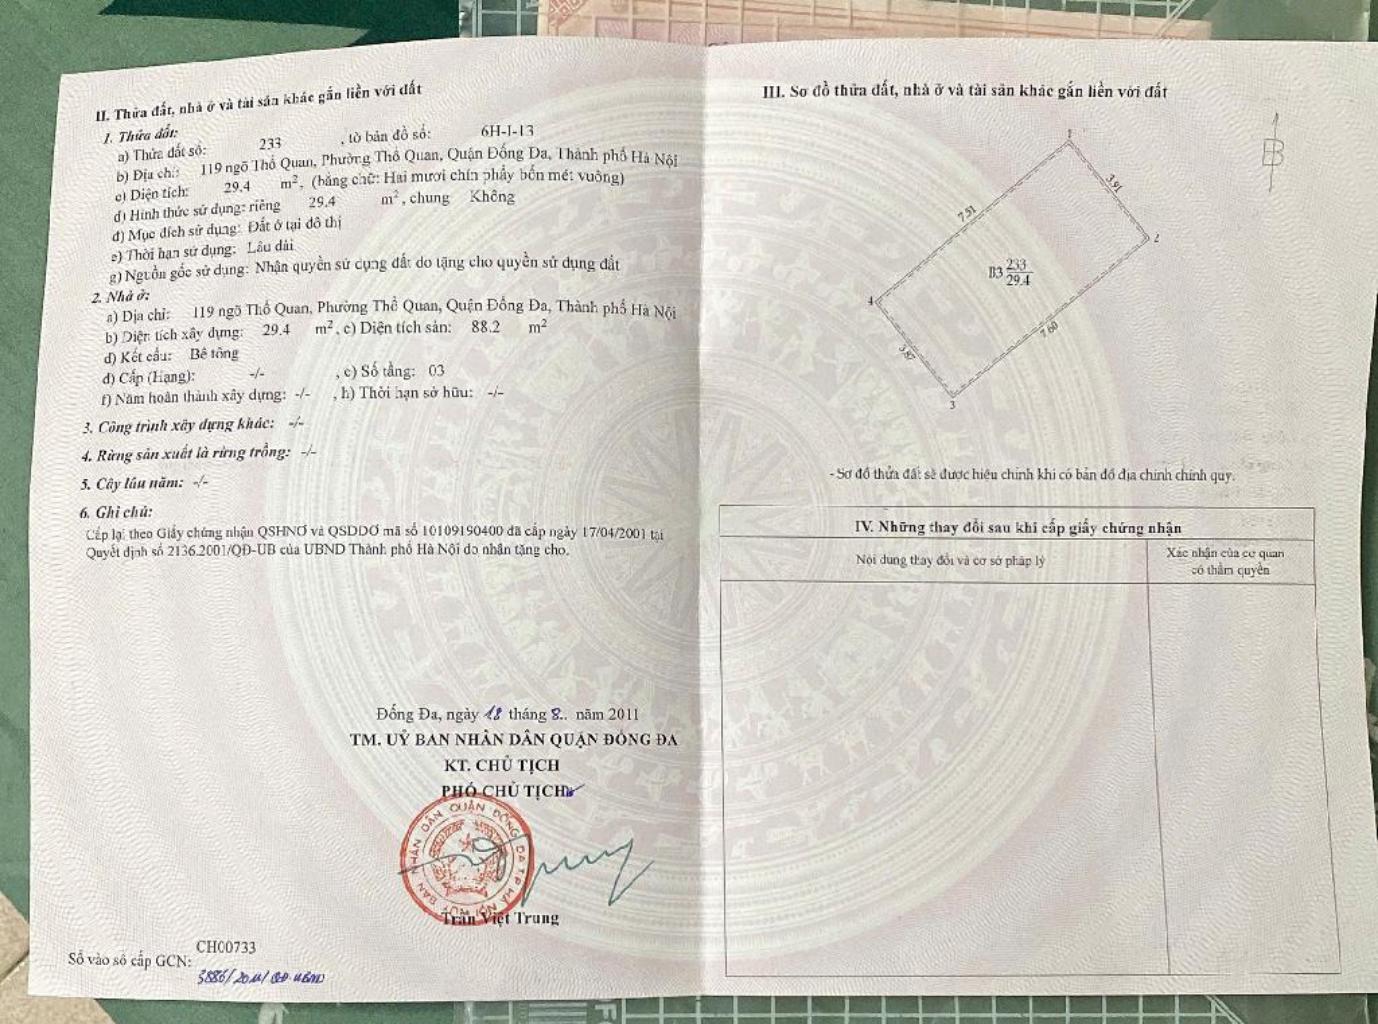 II. Thửa đất, nhà ở và tài sản khác gắn liền với đất
1. Thửa đất:
a) Thửa đất số: 233 , tờ bản đồ số: 6H-I-13
b) Địa chỉ: 119 ngõ Thổ Quan, Phường Thổ Quan, Quận Đống Đa, Thành phố Hà Nội
c) Diện tích: 29.4 m², (bằng chữ: Hai mươi chín phẩy bốn mét vuông)
d) Hình thức sử dụng: riêng 29.4 m², chung Không
đ) Mục đích sử dụng: Đất ở tại đô thị
e) Thời hạn sử dụng: Lâu dài
g) Nguồn gốc sử dụng: Nhận quyền sử dụng đất do tặng cho quyền sử dụng đất
2. Nhà ở:
a) Địa chỉ: 119 ngõ Thổ Quan, Phường Thổ Quan, Quận Đống Đa, Thành phố Hà Nội
b) Diện tích xây dựng: 29.4 m², c) Diện tích sàn: 88.2 m²
d) Kết cấu: Bê tông
đ) Cấp (Hạng): -/- , e) Số tầng: 03
f) Năm hoàn thành xây dựng: -/- , h) Thời hạn sở hữu: -/-
3. Công trình xây dựng khác: -/-
4. Rừng sản xuất là rừng trồng: -/-
5. Cây lâu năm: -/-
6. Ghi chú:
Cấp lại theo Giấy chứng nhận QSHNƠ và QSDDƠ mã số 10109190400 đã cấp ngày 17/04/2001 tại
Quyết định số 2136.2001/QĐ-UB của UBND Thành phố Hà Nội do nhận tặng cho.
Đống Đa, ngày 18 tháng 8.. năm 2011
TM. UỶ BAN NHÂN DÂN QUẬN ĐỐNG ĐA
KT. CHỦ TỊCH
PHÓ CHỦ TỊCH
UỶ BAN NHÂN DÂN QUẬN ĐỐNG ĐA T.P HÀ NỘI
Trần Việt Trung
Số vào sổ cấp GCN: CH00733
3886/2011/QĐ-UBND
III. Sơ đồ thửa đất, nhà ở và tài sản khác gắn liền với đất
B
1
3.91
7.51
2
B3 233
29.4
4
7.60
3.87
3
- Sơ đồ thửa đất sẽ được hiệu chỉnh khi có bản đồ địa chính chính quy.
IV. Những thay đổi sau khi cấp giấy chứng nhận
Nội dung thay đổi và cơ sở pháp lý
Xác nhận của cơ quan
có thẩm quyền